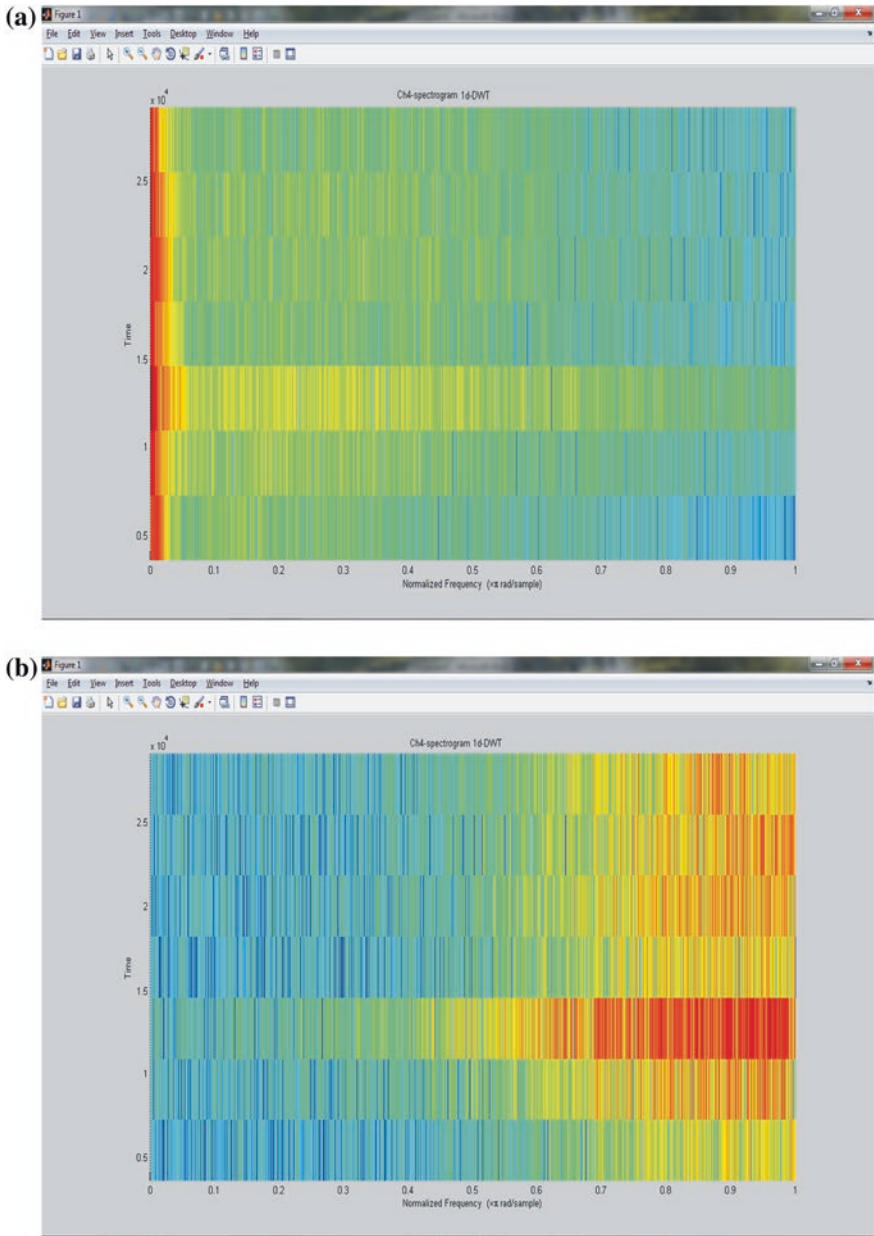 (a)
Figure 1
File Edit View Insert Tools Desktop Window Help
Ch4-spectrogram 1d-DWT
x 10^4
2.5
2
1.5
1
0.5
Time
0 0.1 0.2 0.3 0.4 0.5 0.6 0.7 0.8 0.9 1
Normalized Frequency (×π rad/sample)
(b)
Figure 1
File Edit View Insert Tools Desktop Window Help
Ch4-spectrogram 1d-DWT
x 10^4
2.5
2
1.5
1
0.5
Time
0 0.1 0.2 0.3 0.4 0.5 0.6 0.7 0.8 0.9 1
Normalized Frequency (×π rad/sample)